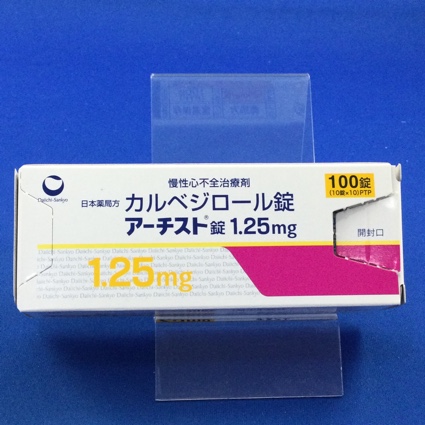 慢性心不全治療剤
Daiichi-Sankyo
日本薬局方 カルベジロール錠
アーチスト®錠 1.25mg
100錠
(10錠×10)PTP
開封口
1.25mg